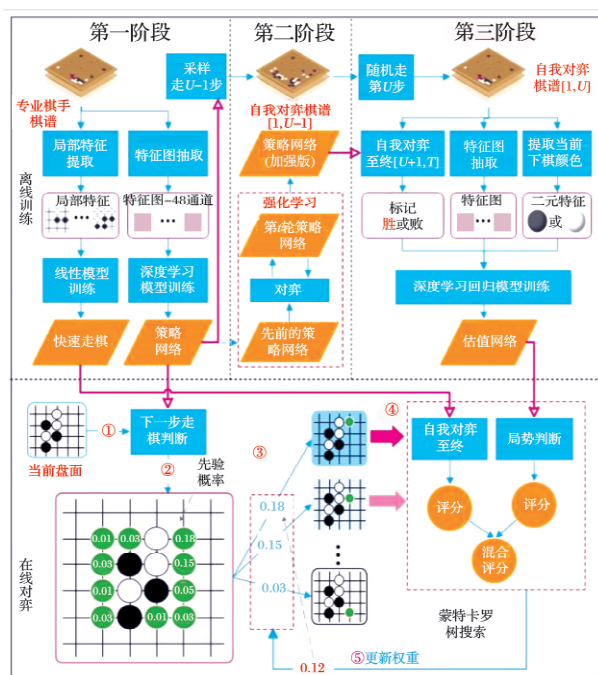 第一阶段
第二阶段
第三阶段
专业棋手
棋谱
采样
走U-1步
随机走
第U步
自我对弈
棋谱[1,U]
自我对弈棋谱
[1,U-1]
局部特征
提取
特征图抽取
策略网络
(加强版)
自我对弈
至终[U+1,T]
特征图
抽取
提取当前
下棋颜色
离线训练
局部特征
特征图-48通道
强化学习
第t轮策略
网络
标记
胜或败
特征图
二元特征
或
线性模型
训练
深度学习
模型训练
对弈
深度学习回归模型训练
快速走棋
策略
网络
先前的策
略网络
估值网络
①
下一步走
棋判断
当前盘面
②
先验
概率
③
④
自我对弈
至终
局势判断
评分
评分
混合
评分
0.01
0.03
0.18
0.03
0.15
0.01
0.05
0.03
0.01
0.03
0.18
0.15
0.03
在线对弈
蒙特卡罗
树搜索
⑤更新权重
0.12